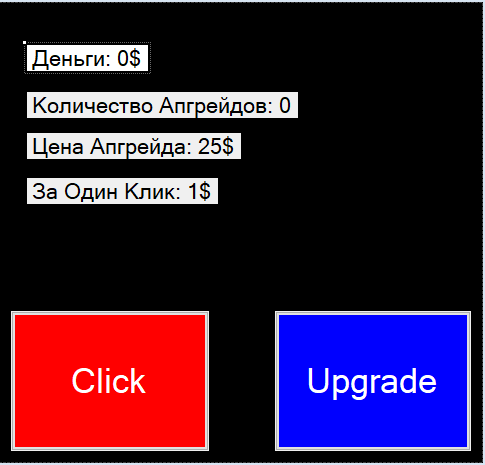 Деньги: 0$
Количество Апгрейдов: 0
Цена Апгрейда: 25$
За Один Клик: 1$
Click
Upgrade